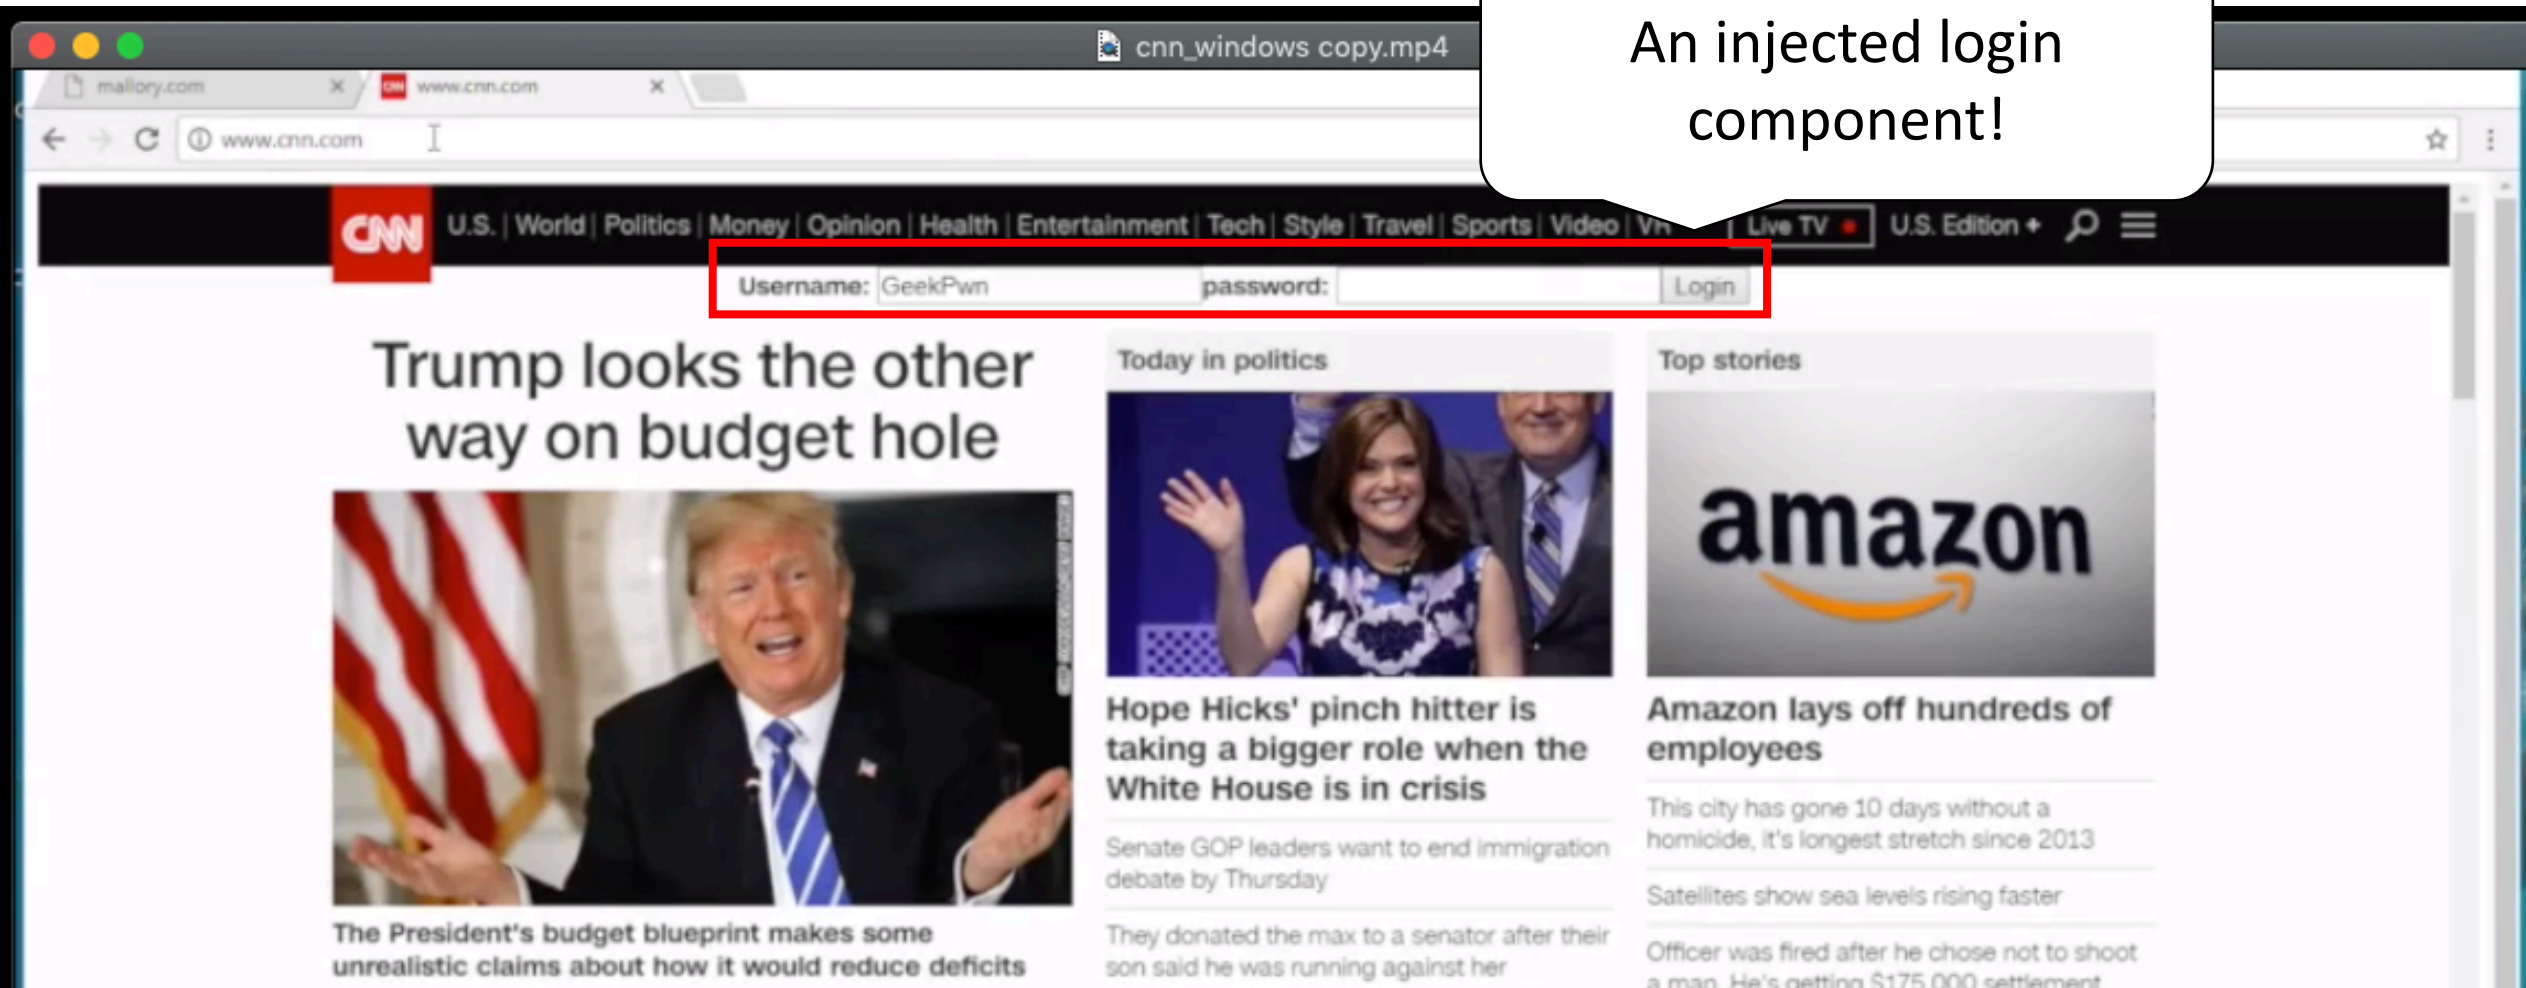 An injected login
component!
cnn_windows copy.mp4
mallory.com
www.cnn.com
www.cnn.com
CNN
U.S. | World | Politics | Money | Opinion | Health | Entertainment | Tech | Style | Travel | Sports | Video | VR
Live TV
U.S. Edition +
Username: GeekPwn password: Login
Trump looks the other
way on budget hole
The President's budget blueprint makes some
unrealistic claims about how it would reduce deficits
Today in politics
Hope Hicks' pinch hitter is
taking a bigger role when the
White House is in crisis
Senate GOP leaders want to end immigration
debate by Thursday
They donated the max to a senator after their
son said he was running against her
Top stories
amazon
Amazon lays off hundreds of
employees
This city has gone 10 days without a
homicide, it's longest stretch since 2013
Satellites show sea levels rising faster
Officer was fired after he chose not to shoot
a man. He's getting $175,000 settlement